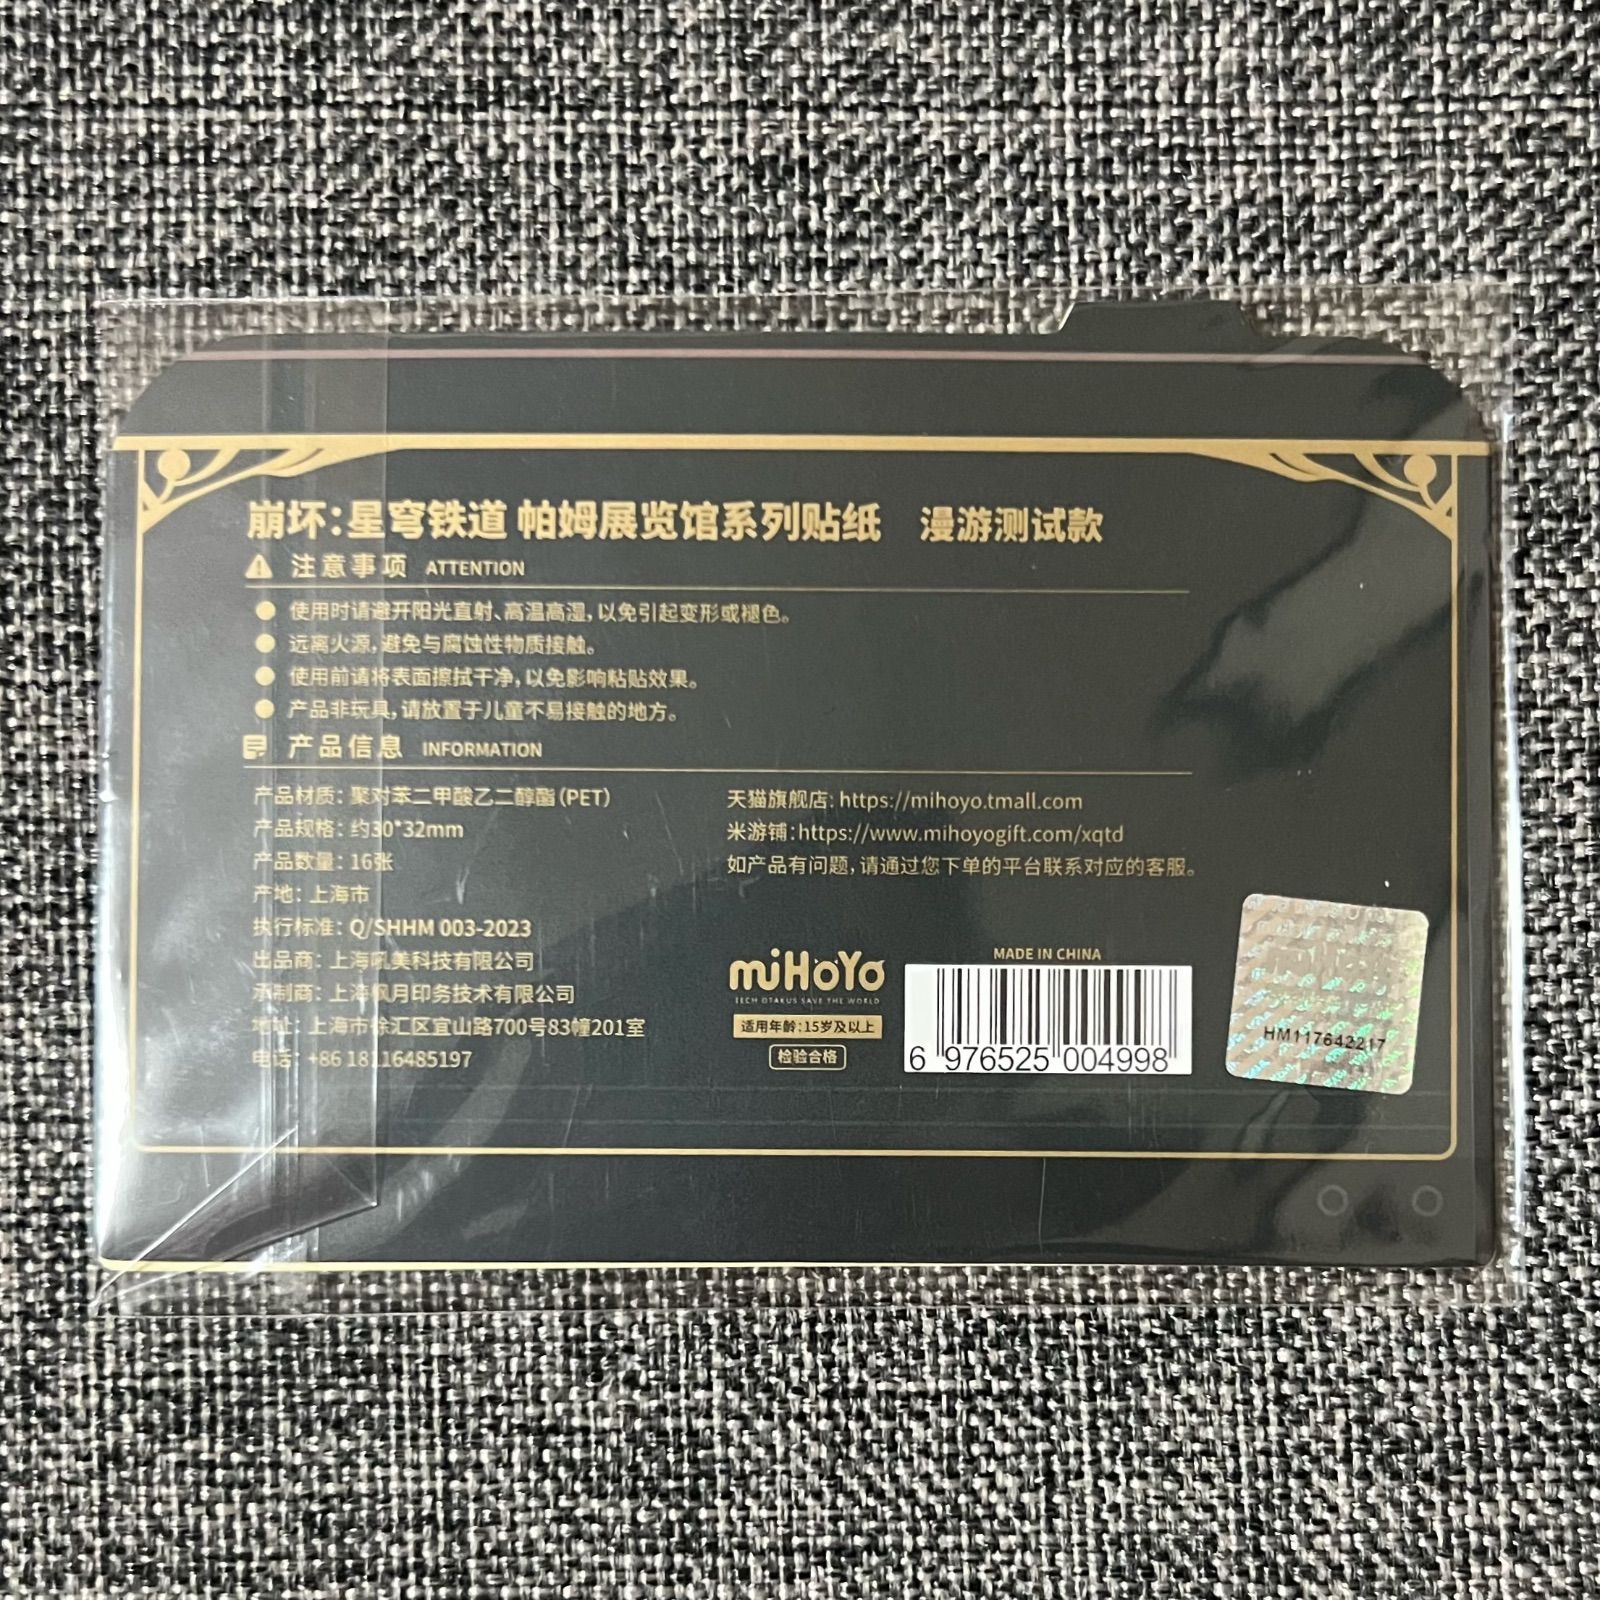 崩坏：星穹铁道 帕姆展览馆系列贴纸 漫游测试款
注意事项 ATTENTION
● 使用时请避开阳光直射、高温高湿，以免引起变形或褪色。
● 远离火源，避免与腐蚀性物质接触。
● 使用前请将表面擦拭干净，以免影响粘贴效果。
● 产品非玩具，请放置于儿童不易接触的地方。
产品信息 INFORMATION
产品材质：聚对苯二甲酸乙二醇酯（PET）
产品规格：约30*32mm
产品数量：16张
产地：上海市
执行标准：Q/SHHM 003-2023
出品商：上海吼美科技有限公司
承制商：上海枫月印务技术有限公司
地址：上海市徐汇区宜山路700号83幢201室
电话：+86 18116485197
天猫旗舰店：https://mihoyo.tmall.com
米游铺：https://www.mihoyogift.com/xqtd
如产品有问题，请通过您下单的平台联系对应的客服。
miHoYo
TECH OTAKUS SAVE THE WORLD
适用年龄：15岁及以上
检验合格
MADE IN CHINA
6 976525 004998
HM117642217